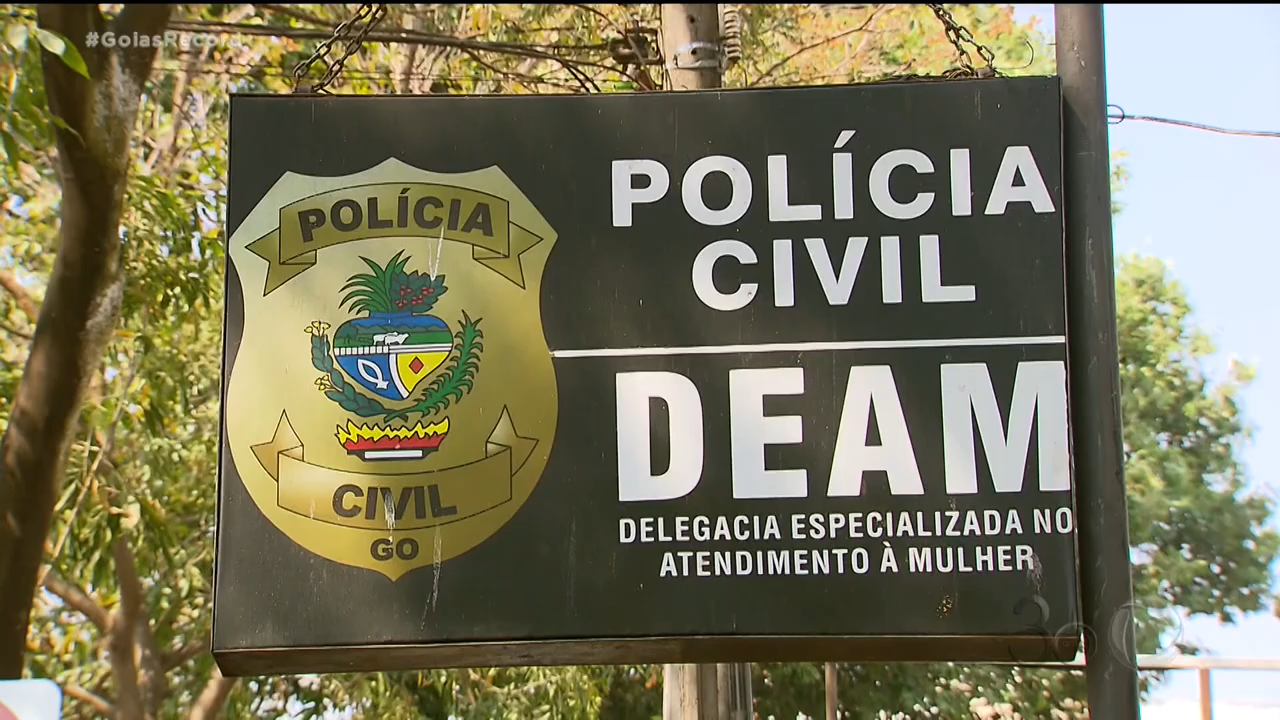 #GoiasRecord
POLÍCIA
CIVIL
GO
POLÍCIA
CIVIL
DEAM
DELEGACIA ESPECIALIZADA NO
ATENDIMENTO À MULHER